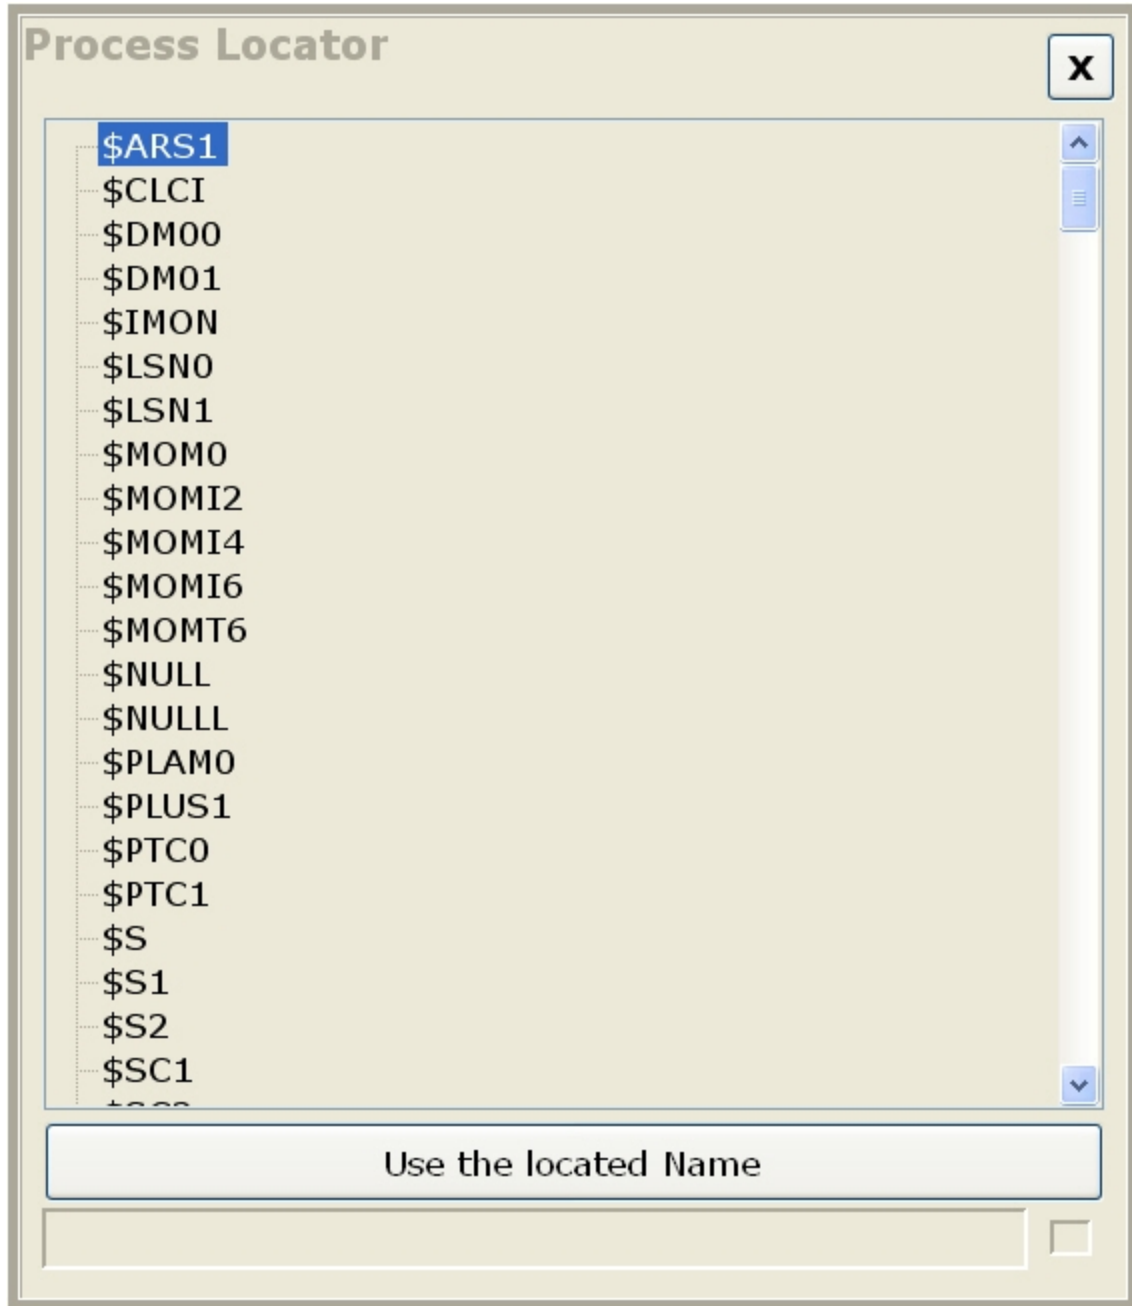 Process Locator
X
$ARS1
$CLCI
$DM00
$DM01
$IMON
$LSN0
$LSN1
$MOM0
$MOMI2
$MOMI4
$MOMI6
$MOMT6
$NULL
$NULLL
$PLAM0
$PLUS1
$PTC0
$PTC1
$S
$S1
$S2
$SC1
Use the located Name